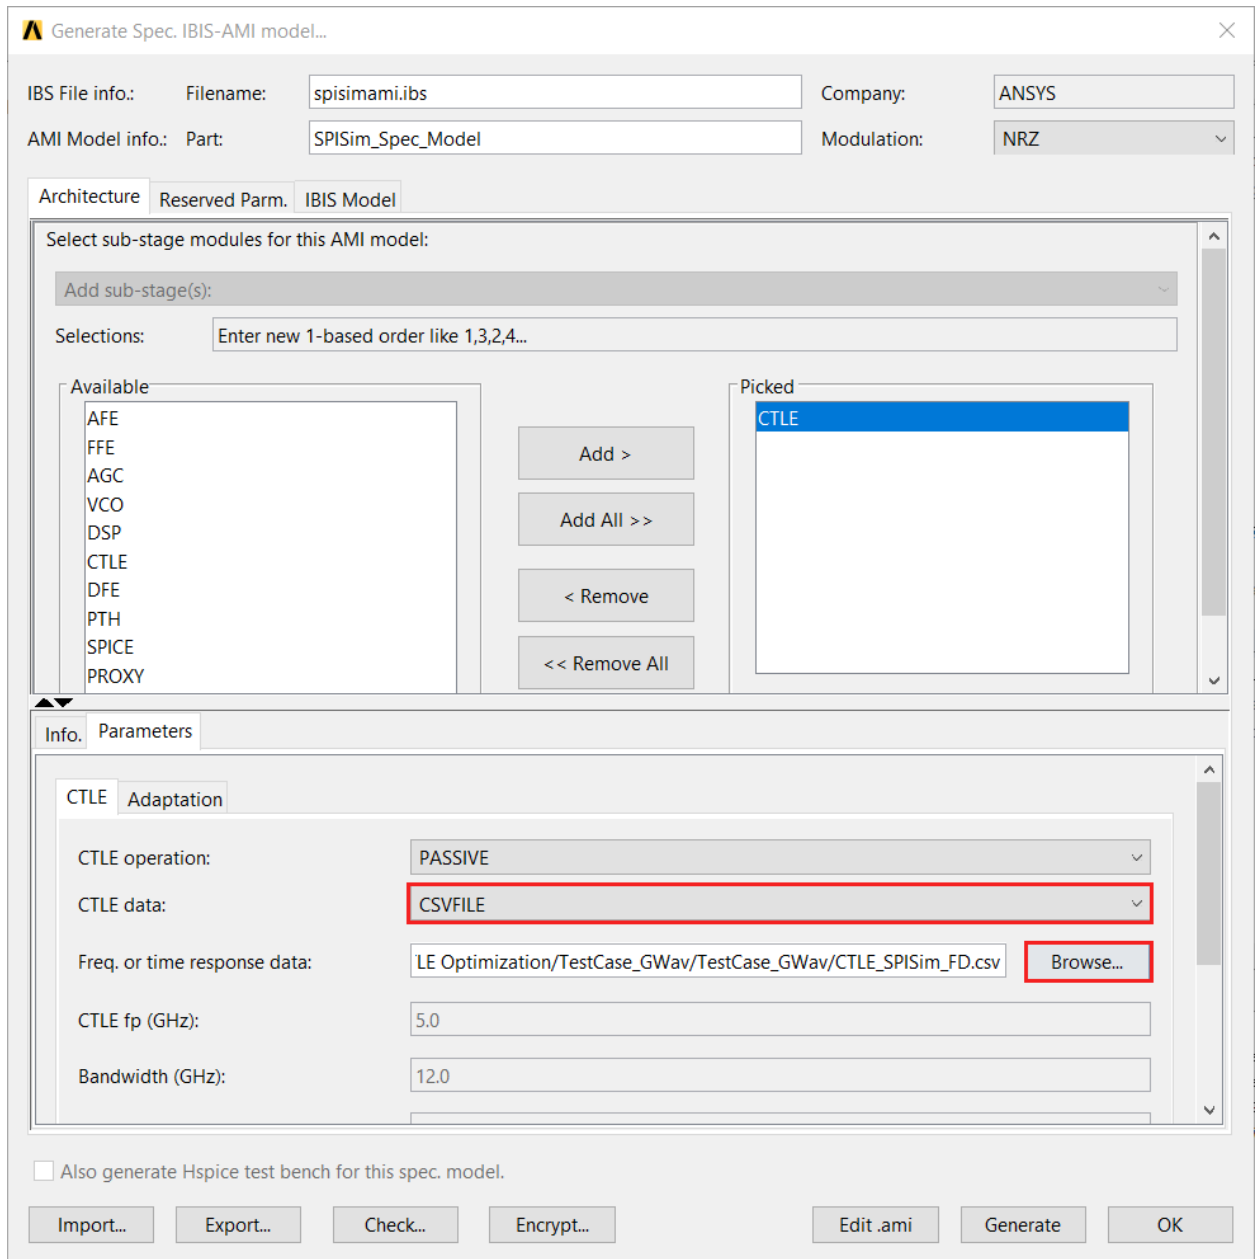 Generate Spec. IBIS-AMI model...
IBS File info.: Filename: spisimami.ibs Company: ANSYS
AMI Model info.: Part: SPISim_Spec_Model Modulation: NRZ
Architecture Reserved Parm. IBIS Model
Select sub-stage modules for this AMI model:
Add sub-stage(s):
Selections: Enter new 1-based order like 1,3,2,4...
Available
AFE
FFE
AGC
VCO
DSP
CTLE
DFE
PTH
SPICE
PROXY
Add >
Add All >>
< Remove
<< Remove All
Picked
CTLE
Info. Parameters
CTLE Adaptation
CTLE operation: PASSIVE
CTLE data: CSVFILE
Freq. or time response data: LE Optimization/TestCase_GWav/TestCase_GWav/CTLE_SPISim_FD.csv Browse...
CTLE fp (GHz): 5.0
Bandwidth (GHz): 12.0
Also generate Hspice test bench for this spec. model.
Import... Export... Check... Encrypt... Edit .ami Generate OK